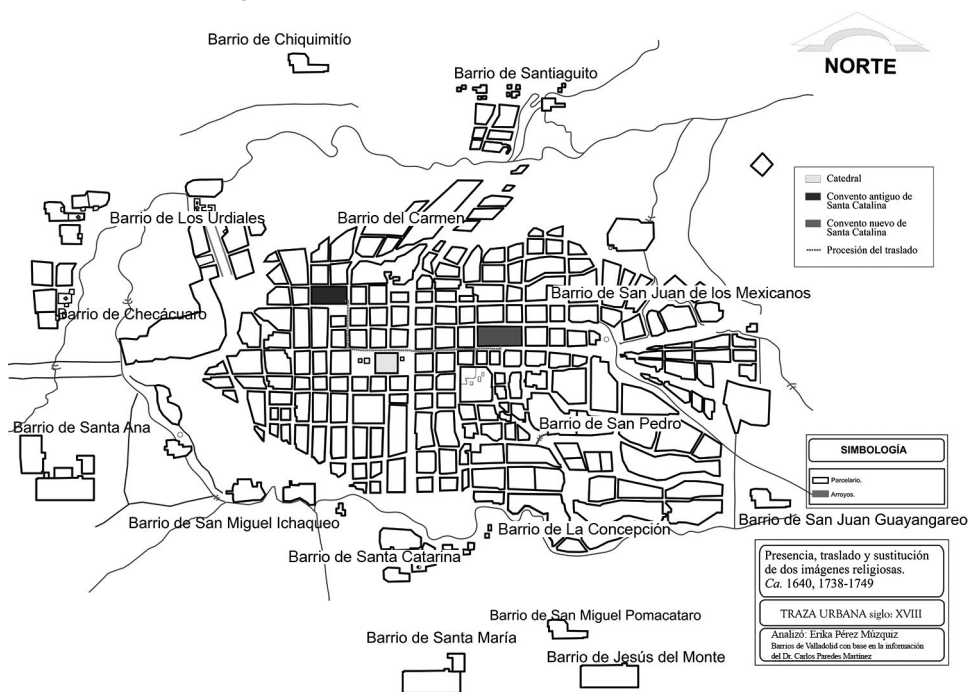 Barrio de Chiquimitío
NORTE
Barrio de Santiaguito
Catedral
Convento antiguo de
Santa Catalina
Convento nuevo de
Santa Catalina
Procesión del traslado
Barrio de Los Urdiales
Barrio del Carmen
Barrio de San Juan de los Mexicanos
Barrio de Checácuaro
Barrio de Santa Ana
Barrio de San Pedro
SIMBOLOGÍA
Parcelario.
Arroyos.
Barrio de San Miguel Ichaqueo
Barrio de La Concepción
Barrio de San Juan Guayangareo
Barrio de Santa Catarina
Presencia, traslado y sustitución
de dos imágenes religiosas.
Ca. 1640, 1738-1749
TRAZA URBANA siglo: XVIII
Analizó: Erika Pérez Múzquiz
Barrios de Valladolid con base en la información
del Dr. Carlos Paredes Martínez
Barrio de San Miguel Pomacataro
Barrio de Santa María
Barrio de Jesús del Monte